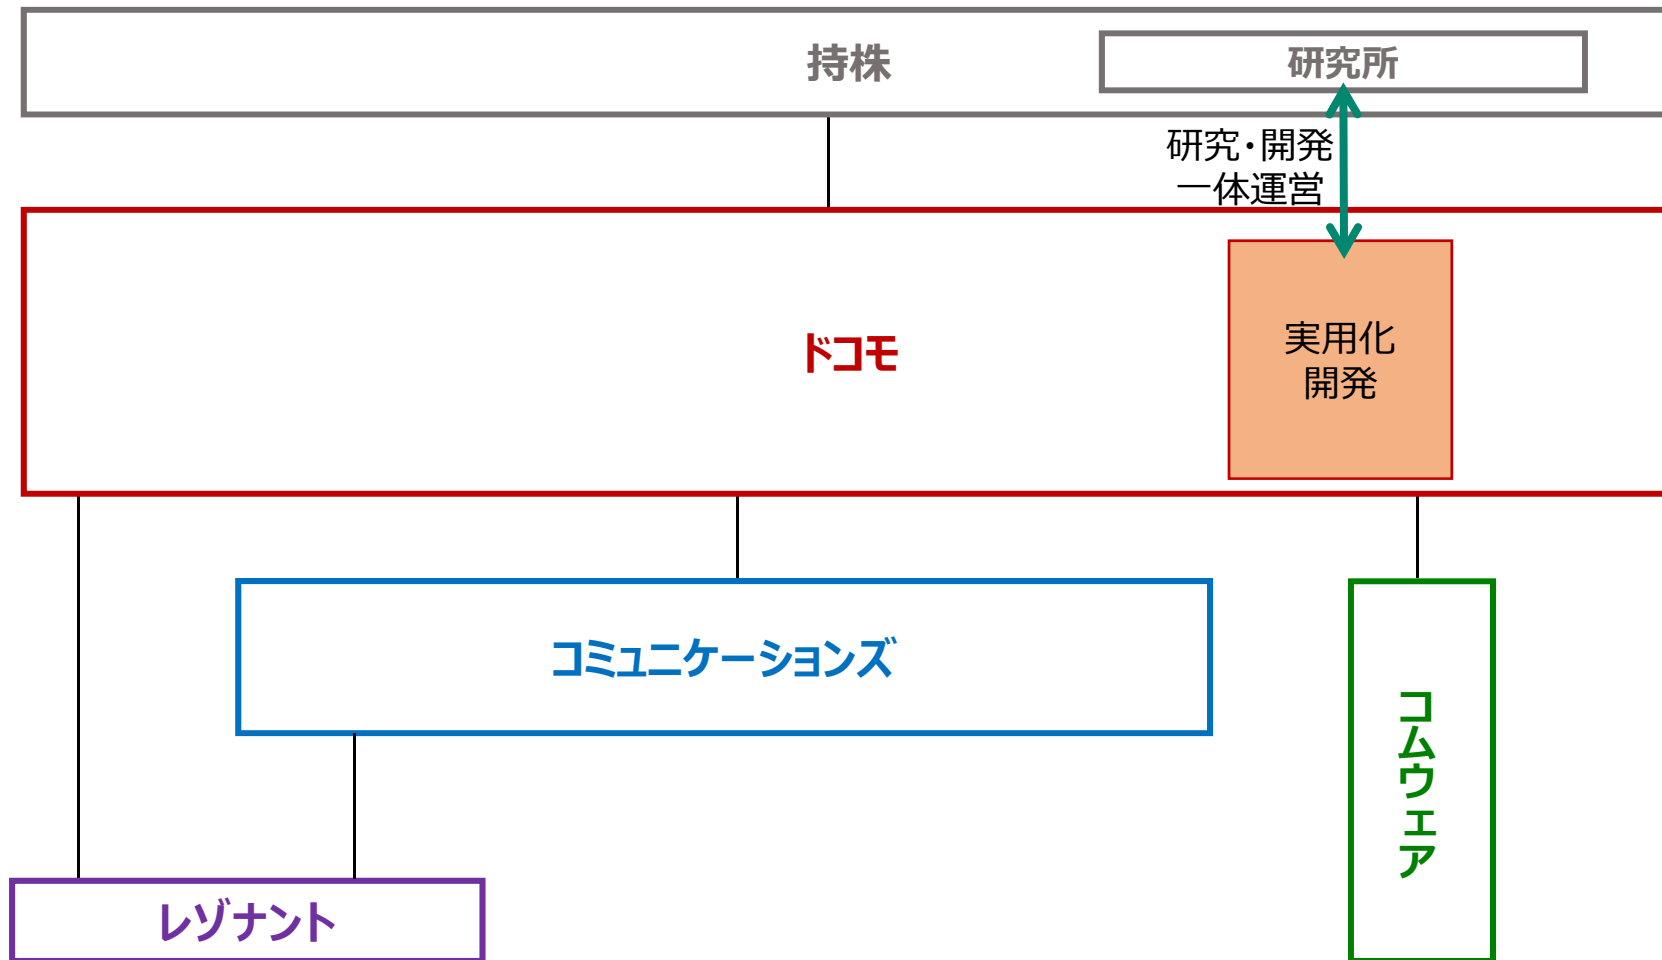 持株
研究所
研究・開発
一体運営
ドコモ
実用化
開発
コミュニケーションズ
コムウェア
レゾナント